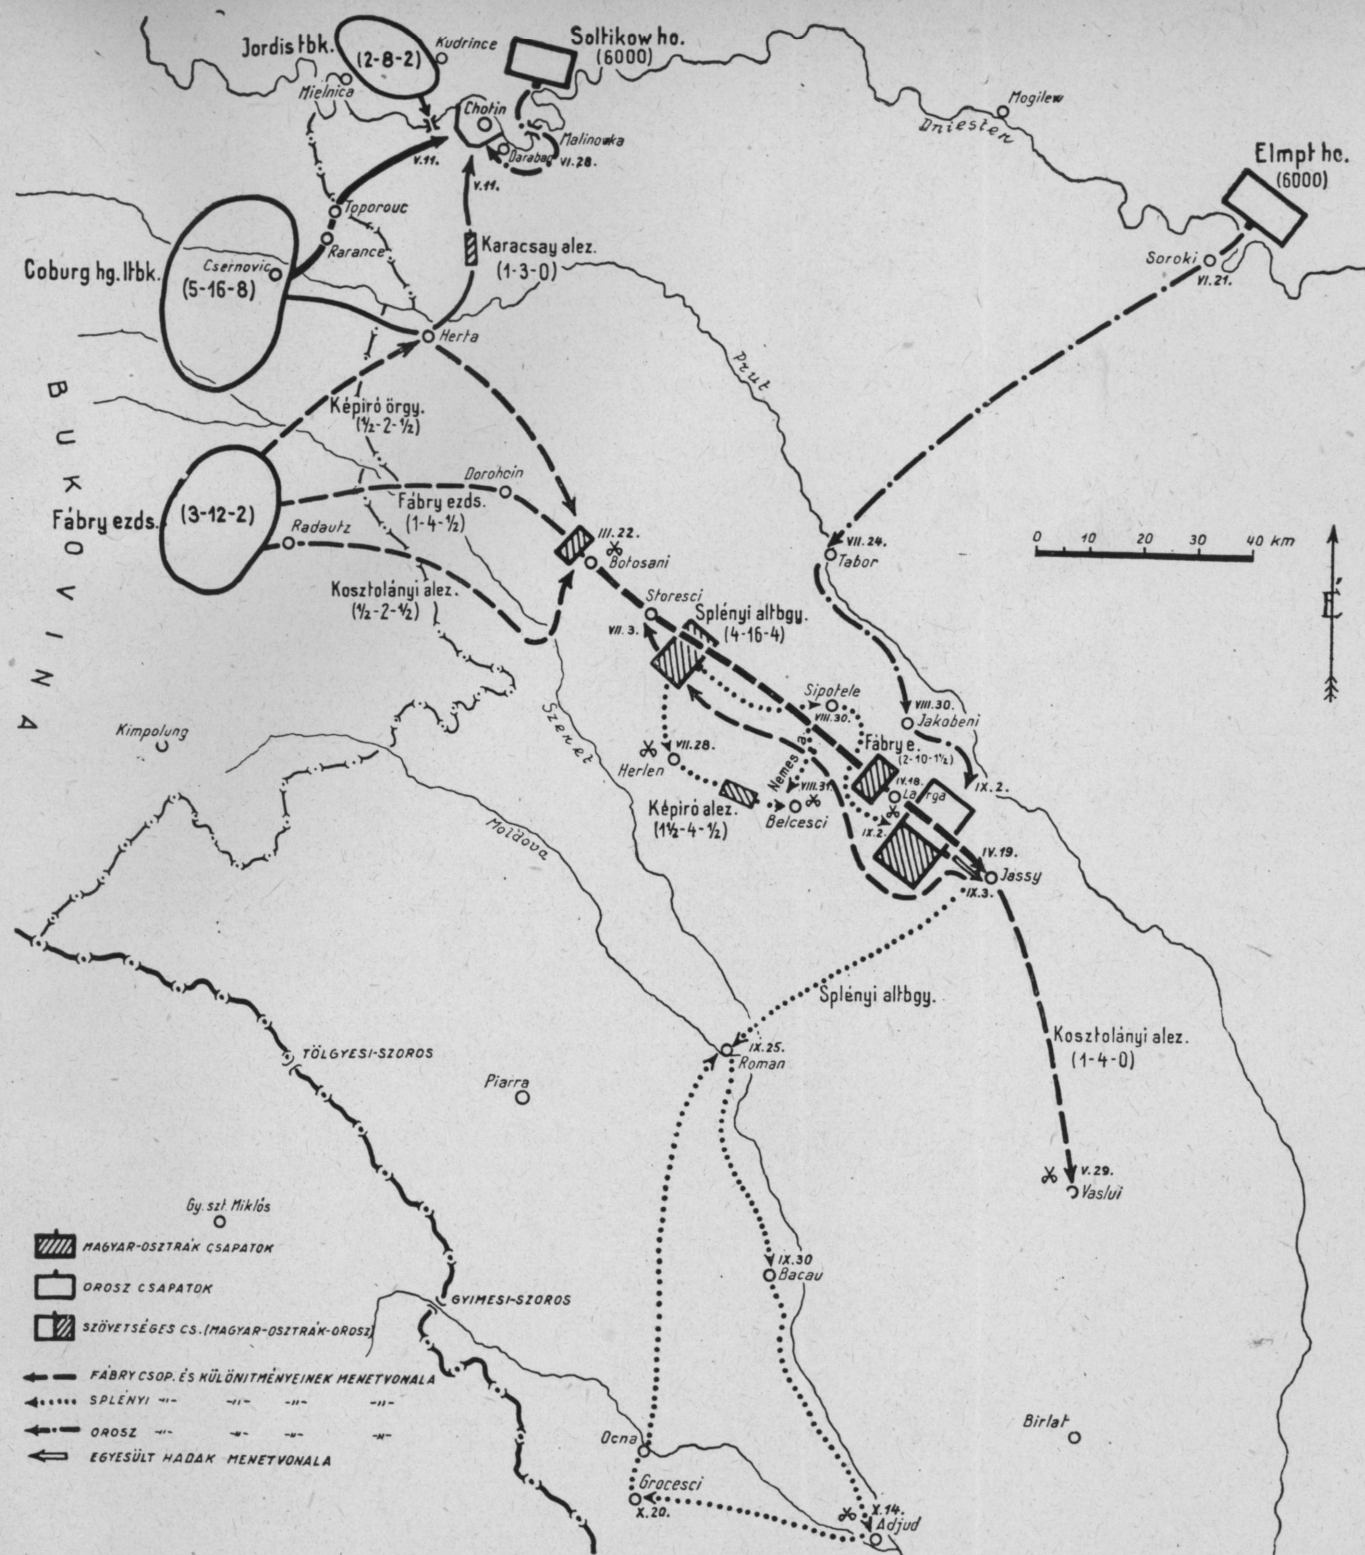 Jordis tbk.
(2-8-2)
Kudrince
Mielnica
Soltikow ho.
(6000)
Chotin
Malinowka
VI.28.
Darabao
V.11.
V.11.
Mogilew
Dniester
Elmpt hc.
(6000)
Soroki
VI.21.
Toporouc
Rarance
Karacsay alez.
(1-3-0)
Coburg hg. ltbk.
Csernovic
(5-16-8)
Herta
Prut
Képiró őrgy.
(½-2-½)
BUKOVINA
Fábry ezds.
(3-12-2)
Dorohoin
Fábry ezds.
(1-4-½)
Radautz
Kosztolányi alez.
(½-2-½)
III.22.
Botosani
VII.24.
Tabor
0 10 20 30 40 km
É
Storesci
VII.3.
Splényi altbgy.
(4-16-4)
Sipotele
VIII.30.
VIII.30.
Jakobeni
Kimpolung
Szeret
VII.28.
Herlen
Nemes a.
VIII.31.
Belcesci
Fábry e.
(2-10-1½)
IV.18.
Larga
IX.2.
IX.2.
Képiró alez.
(1½-4-½)
Moldova
IV.19.
Jassy
IX.3.
Splényi altbgy.
IX.25.
Roman
Kosztolányi alez.
(1-4-0)
TÖLGYESI-SZOROS
Piarra
V.29.
Vaslui
Gy. szt. Miklós
MAGYAR-OSZTRÁK CSAPATOK
OROSZ CSAPATOK
SZÖVETSÉGES CS. (MAGYAR-OSZTRÁK-OROSZ)
GYIMESI-SZOROS
IX.30
Bacau
FÁBRY CSOP. ÉS KÜLÖNITMÉNYEINEK MENETVONALA
SPLÉNYI -"- -"- -"- -"-
OROSZ -"- -"- -"- -"-
EGYESÜLT HADAK MENETVONALA
Birlat
Ocna
Grocesci
X.20.
X.14.
Adjud